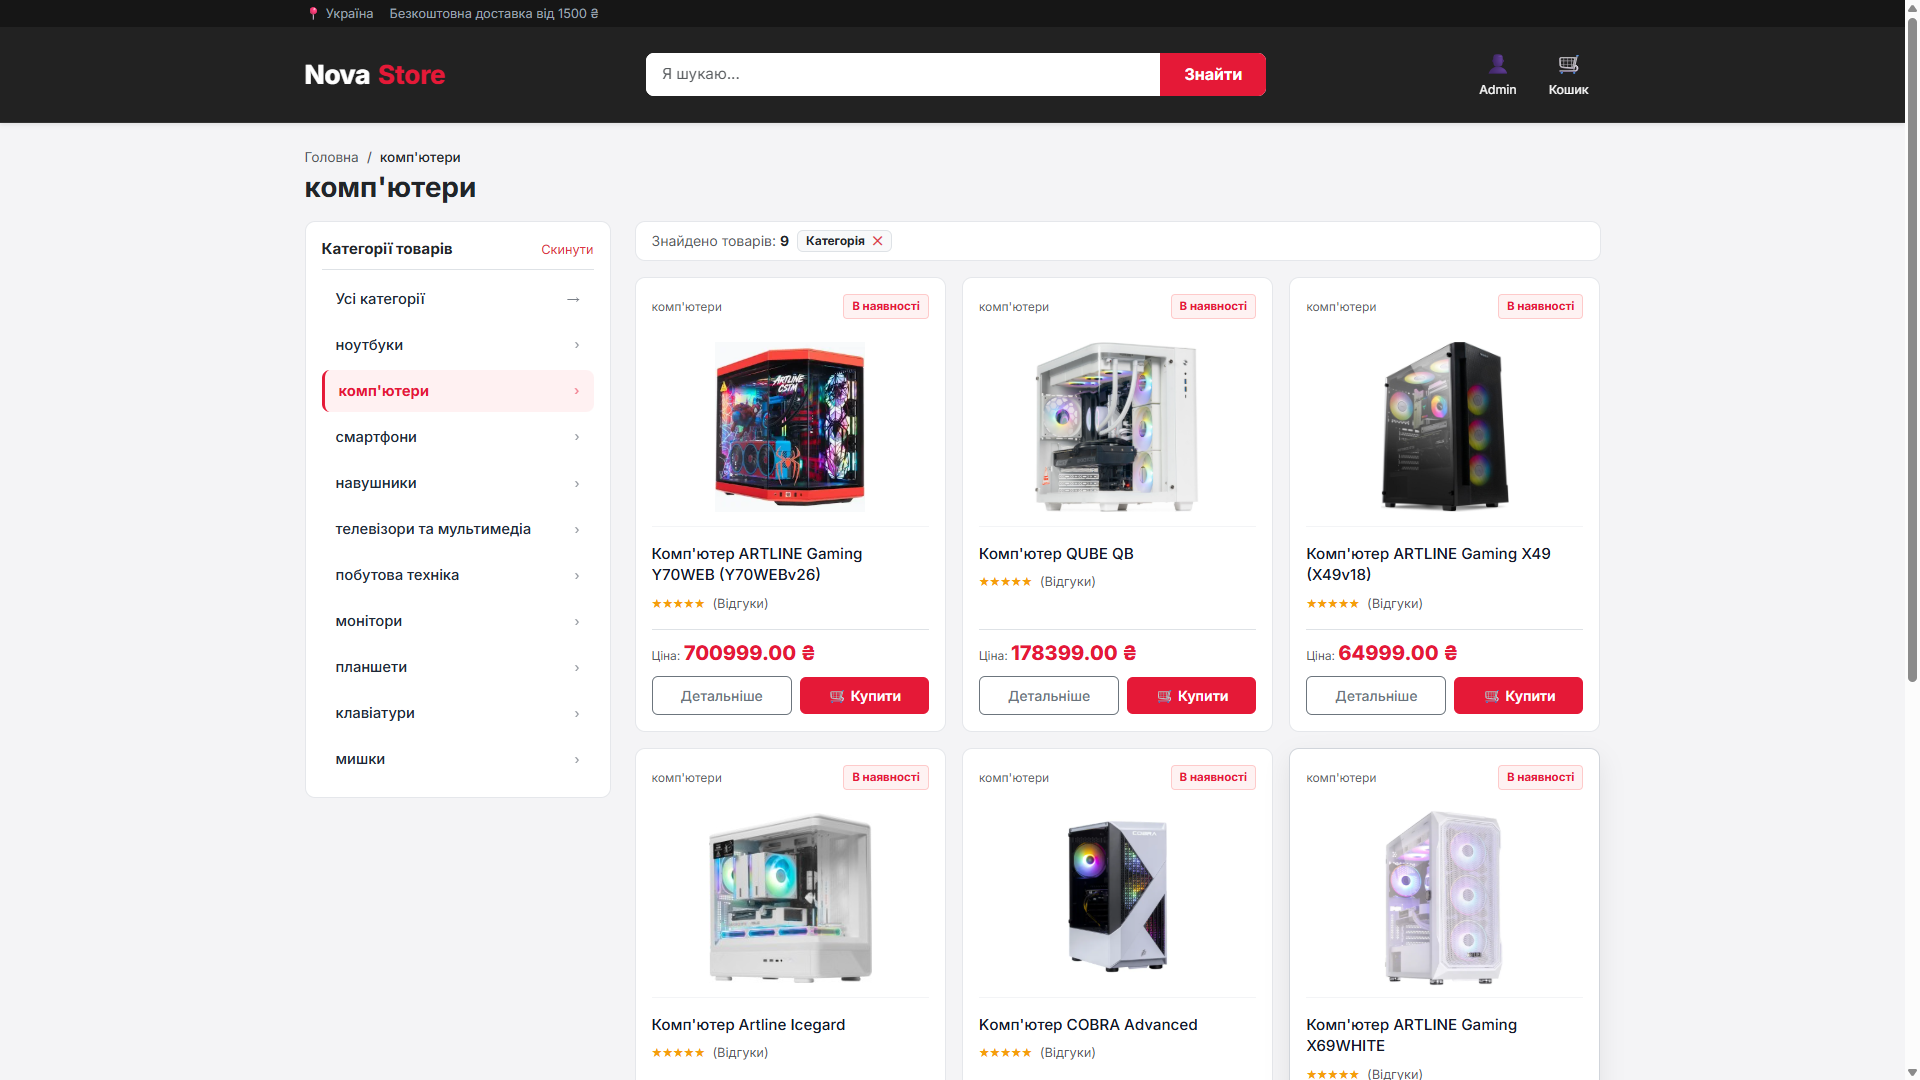 Україна
Безкоштовна доставка від 1500 ₴
Nova Store
Я шукаю...
Знайти
Admin
Кошик
Головна / комп'ютери
комп'ютери
Категорії товарів
Скинути
Усі категорії →
ноутбуки ›
комп'ютери ›
смартфони ›
навушники ›
телевізори та мультимедіа ›
побутова техніка ›
монітори ›
планшети ›
клавіатури ›
мишки ›
Знайдено товарів: 9 Категорія ✕
комп'ютери
В наявності
ARTLINE
CSTM
Комп'ютер ARTLINE Gaming
Y70WEB (Y70WEBv26)
★★★★★ (Відгуки)
Ціна: 700999.00 ₴
Детальніше
Купити
комп'ютери
В наявності
Комп'ютер QUBE QB
★★★★★ (Відгуки)
Ціна: 178399.00 ₴
Детальніше
Купити
комп'ютери
В наявності
Комп'ютер ARTLINE Gaming X49
(X49v18)
★★★★★ (Відгуки)
Ціна: 64999.00 ₴
Детальніше
Купити
комп'ютери
В наявності
Комп'ютер Artline Icegard
★★★★★ (Відгуки)
комп'ютери
В наявності
COBRA
Комп'ютер COBRA Advanced
★★★★★ (Відгуки)
комп'ютери
В наявності
Комп'ютер ARTLINE Gaming
X69WHITE
★★★★★ (Відгуки)